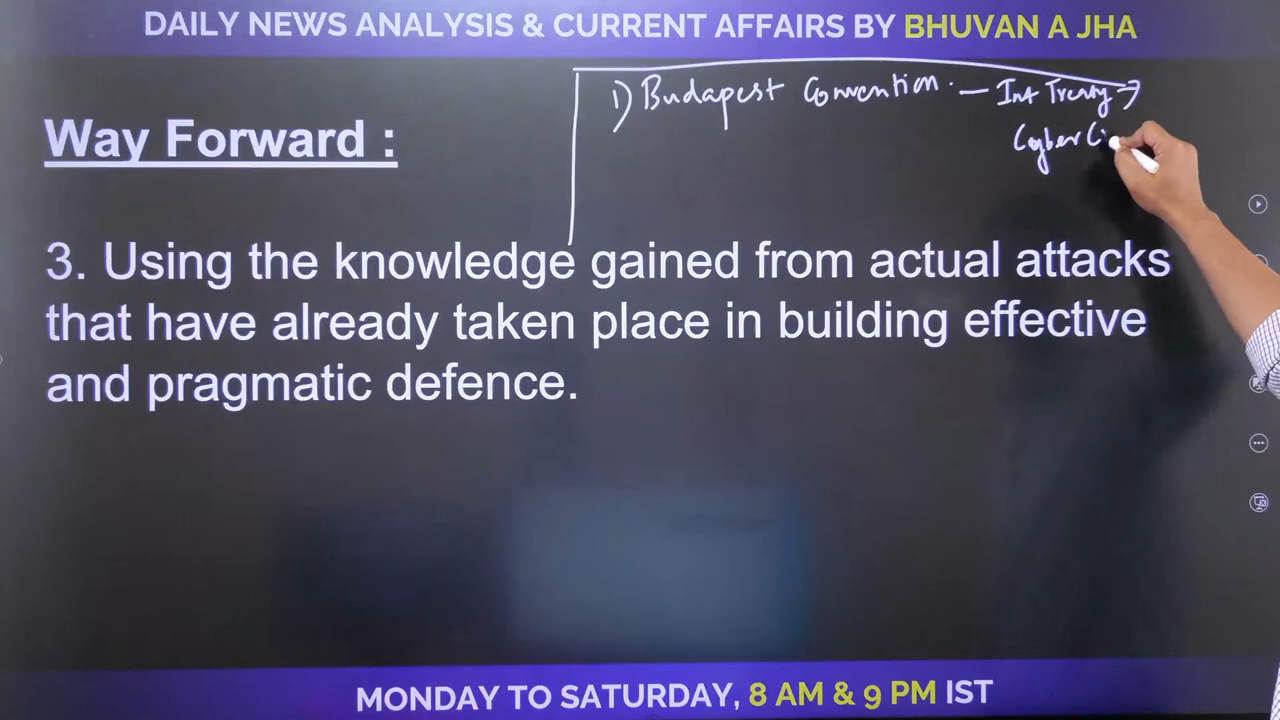 DAILY NEWS ANALYSIS & CURRENT AFFAIRS BY BHUVAN A JHA
1) Budapest Convention - Int Treaty →
Cyber
Way Forward :
3. Using the knowledge gained from actual attacks
that have already taken place in building effective
and pragmatic defence.
MONDAY TO SATURDAY, 8 AM & 9 PM IST